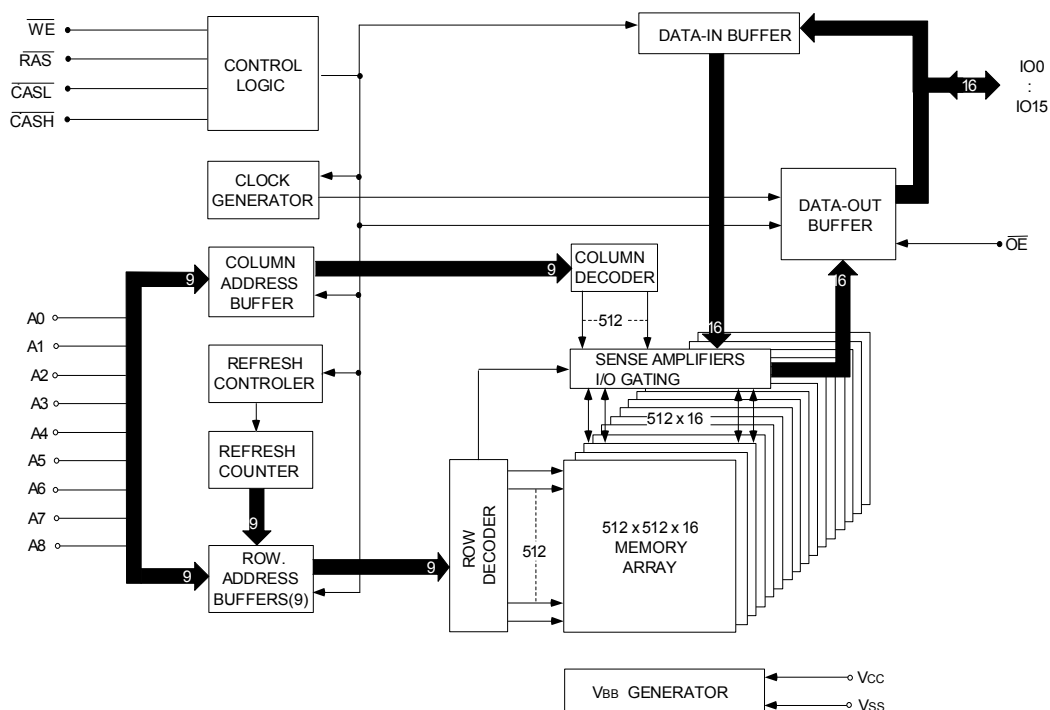 WE
RAS
CASL
CASH
CONTROL
LOGIC
DATA-IN BUFFER
16
IO0
:
IO15
CLOCK
GENERATOR
DATA-OUT
BUFFER
OE
9
COLUMN
ADDRESS
BUFFER
9
COLUMN
DECODER
16
16
512
A0
A1
A2
A3
A4
A5
A6
A7
A8
REFRESH
CONTROLER
SENSE AMPLIFIERS
I/O GATING
512 x 16
REFRESH
COUNTER
9
9
ROW.
ADDRESS
BUFFERS(9)
9
ROW
DECODER
512
512 x 512 x 16
MEMORY
ARRAY
VBB GENERATOR
VCC
VSS